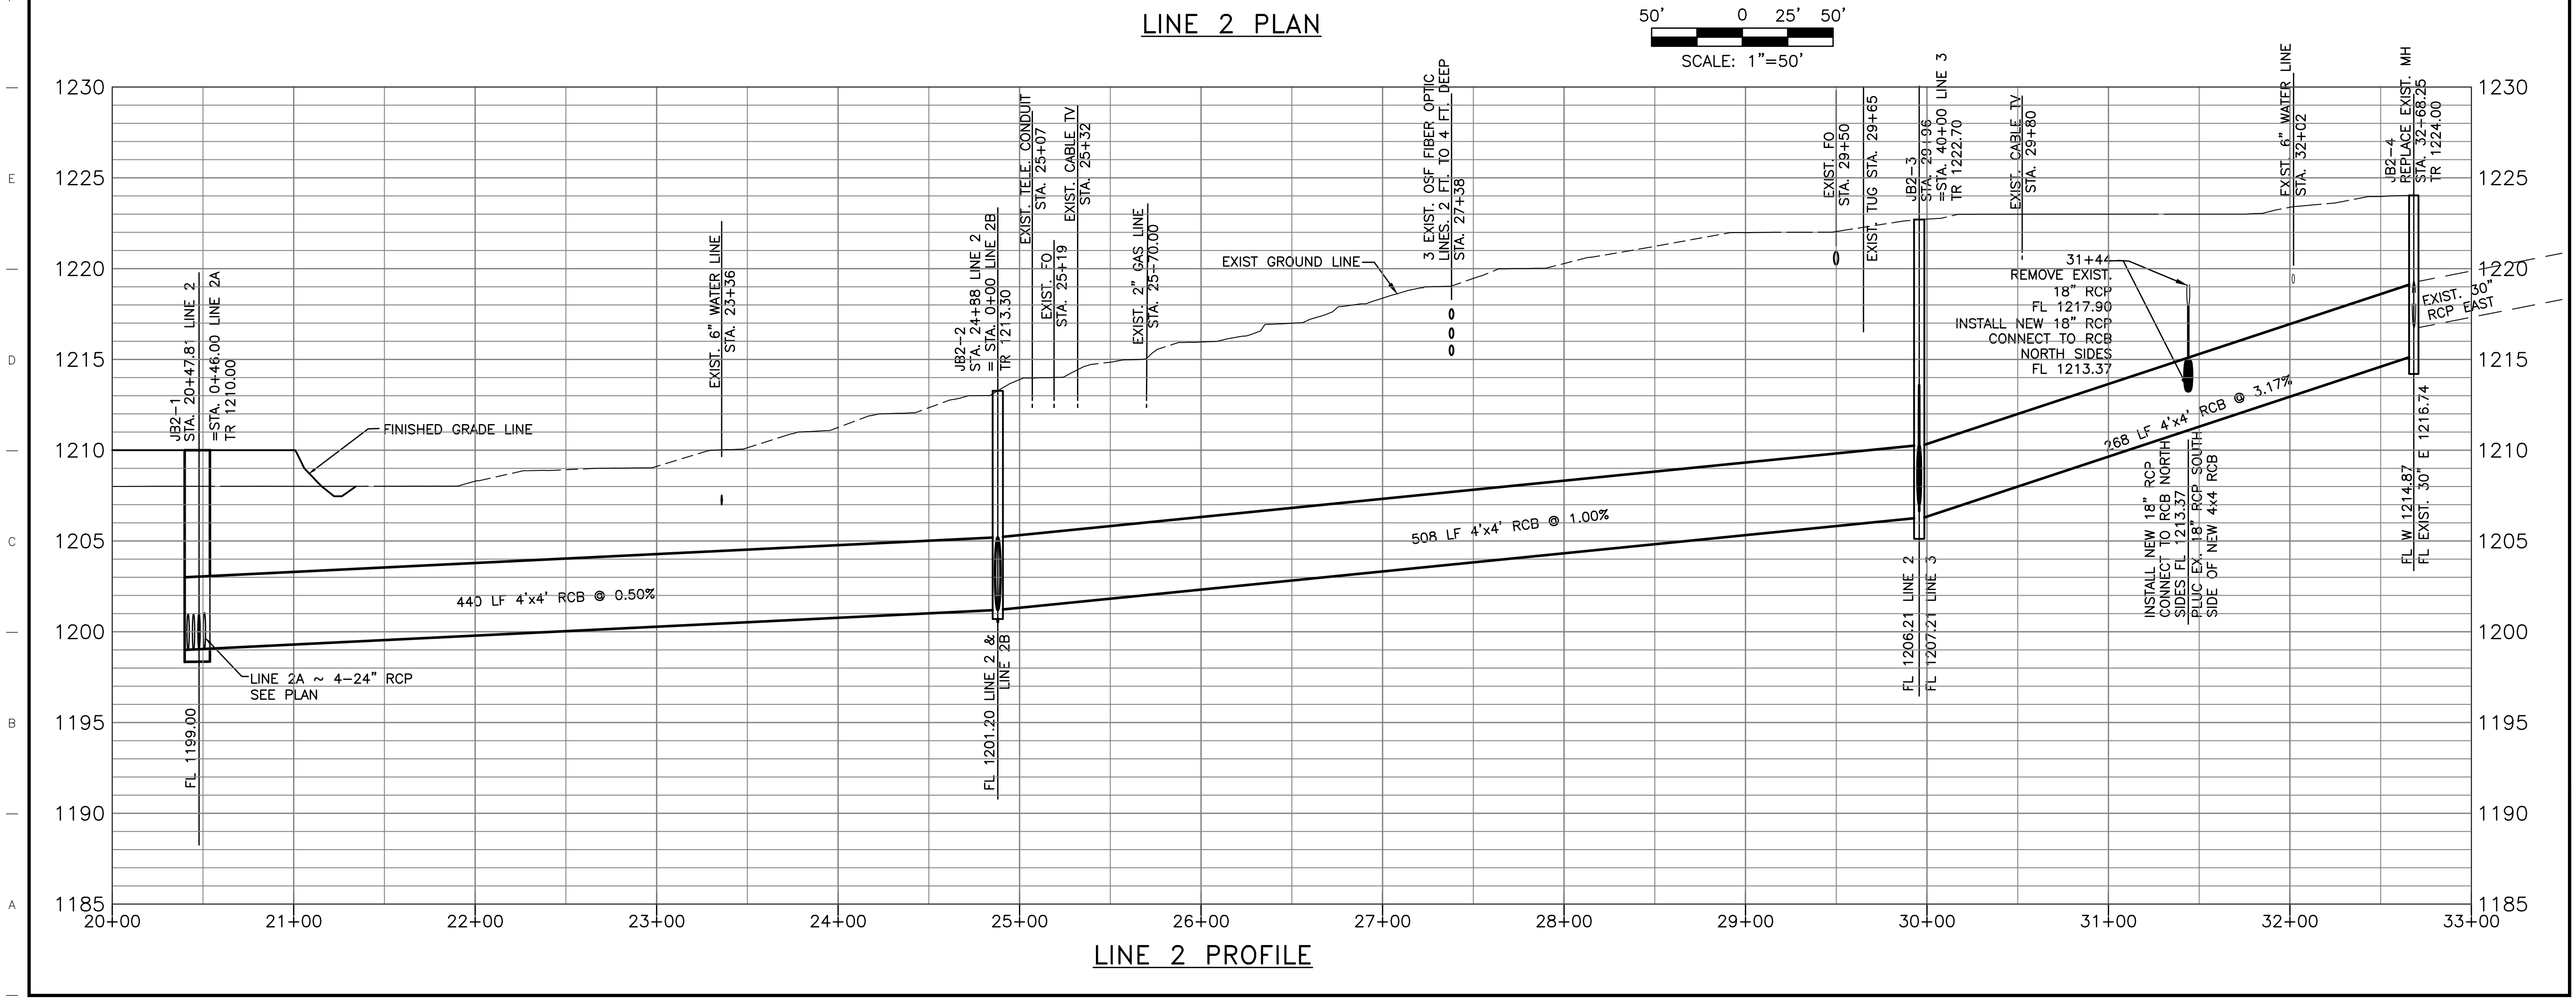 LINE 2 PLAN
50' 0 25' 50'
SCALE: 1"=50'
E
D
C
B
A
1230
1225
1220
1215
1210
1205
1200
1195
1190
1185
JB2-1
STA. 20+47.81 LINE 2
=STA. 0+46.00 LINE 2A
TR 1210.00
FINISHED GRADE LINE
EXIST. 6" WATER LINE
STA. 23+36
JB2-2
STA. 24+88 LINE 2
= STA. 0+00 LINE 2B
TR 1213.30
EXIST. TELE. CONDUIT
STA. 25+07
EXIST. FO
STA. 25+19
EXIST. CABLE TV
STA. 25+32
EXIST. 2" GAS LINE
STA. 25-70.00
EXIST GROUND LINE
3 EXIST. OSF FIBER OPTIC
LINES. 2 FT. TO 4 FT. DEEP
STA. 27+38
EXIST. FO
STA. 29+50
EXIST. TUG STA. 29+65
JB2-3
STA. 29+96
=STA. 40+00 LINE 3
TR 1222.70
EXIST. CABLE TV
STA. 29+80
31+44
REMOVE EXIST.
18" RCP
FL 1217.90
INSTALL NEW 18" RCP
CONNECT TO RCB
NORTH SIDES
FL 1213.37
EXIST. 6" WATER LINE
STA. 32+02
JB2-4
REPLACE EXIST. MH
STA. 32+68.25
TR 1224.00
EXIST. 30"
RCP EAST
440 LF 4'x4' RCB @ 0.50%
508 LF 4'x4' RCB @ 1.00%
268 LF 4'x4' RCB @ 3.17%
LINE 2A ~ 4-24" RCP
SEE PLAN
FL 1199.00
FL 1201.20 LINE 2 &
LINE 2B
FL 1206.21 LINE 2
FL 1207.21 LINE 3
INSTALL NEW 18" RCP
CONNECT TO RCB NORTH
SIDES FL 1213.37
PLUC EX. 18" RCP SOUTH
SIDE OF NEW 4x4 RCB
FL W 1214.87
FL EXIST. 30" E 1216.74
1230
1225
1220
1215
1210
1205
1200
1195
1190
1185
20+00 21+00 22+00 23+00 24+00 25+00 26+00 27+00 28+00 29+00 30+00 31+00 32+00 33+00
LINE 2 PROFILE